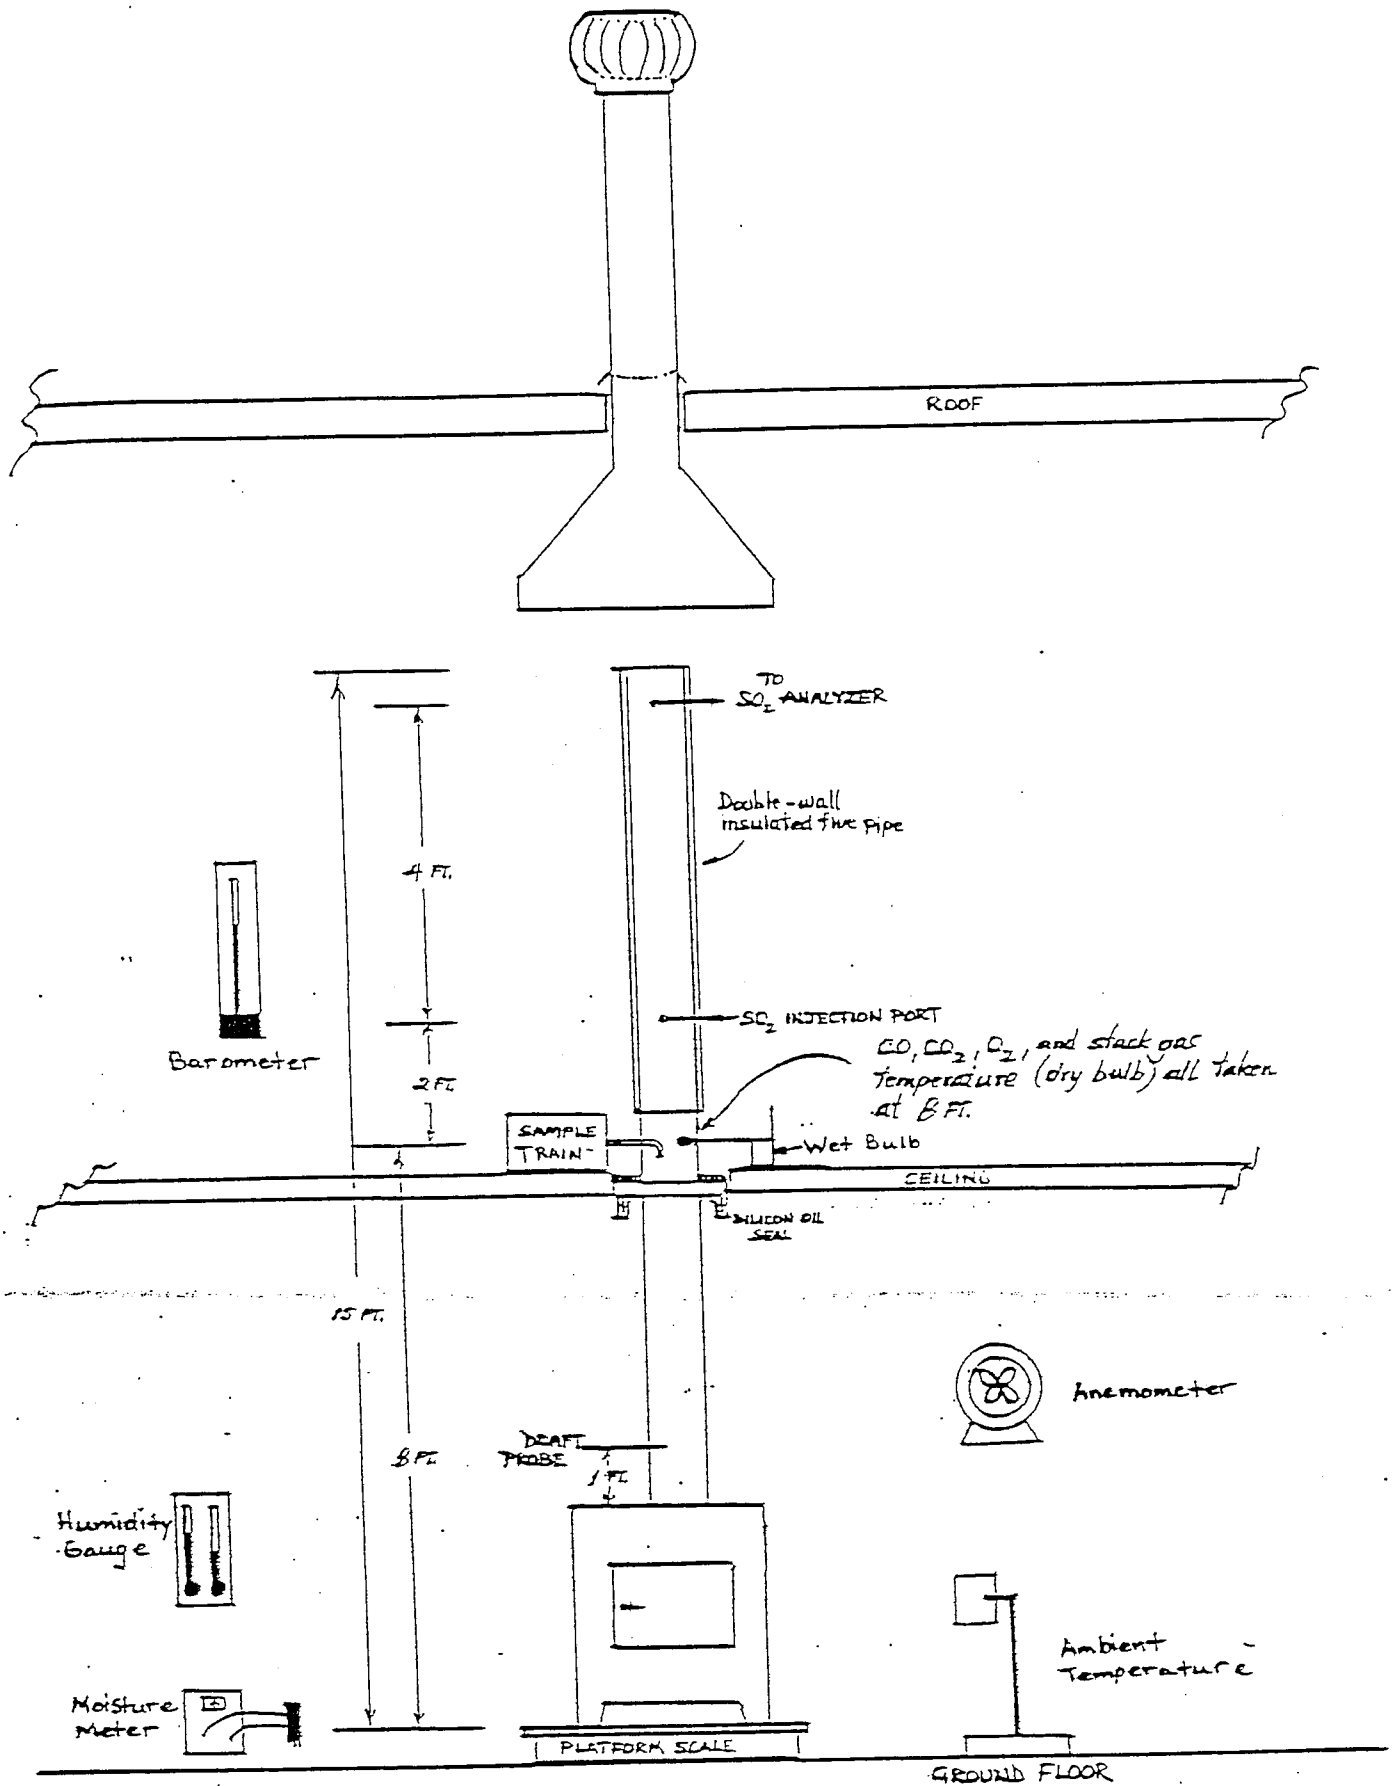 ROOF
TO
SO2 ANALYZER
Double-wall
insulated flue pipe
4 FT.
SO2 INJECTION PORT
Barometer
CO, CO2, O2, and stack gas
temperature (dry bulb) all taken
at 8 FT.
2 FT.
SAMPLE
TRAIN
Wet Bulb
CEILING
SILICON OIL
SEAL
15 FT.
Anemometer
DRAFT
PROBE
8 FT.
1 FT.
Humidity
Gauge
Ambient
Temperature
Moisture
Meter
PLATFORM SCALE
GROUND FLOOR